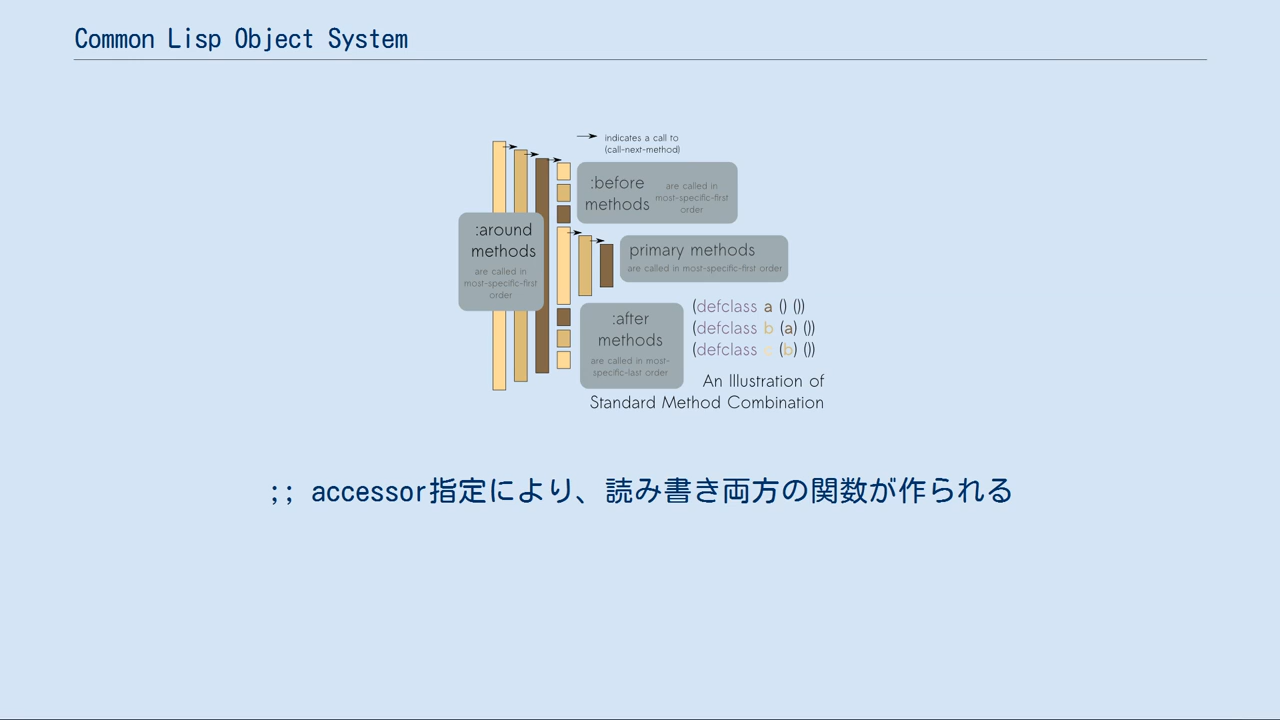 Common Lisp Object System
indicates a call to
(call-next-method)
:before
methods
are called in
most-specific-first
order
:around
methods
are called in
most-specific-first
order
primary methods
are called in most-specific-first order
:after
methods
are called in most-
specific-last order
(defclass a () ())
(defclass b (a) ())
(defclass c (b) ())
An Illustration of
Standard Method Combination
;; accessor指定により、読み書き両方の関数が作られる